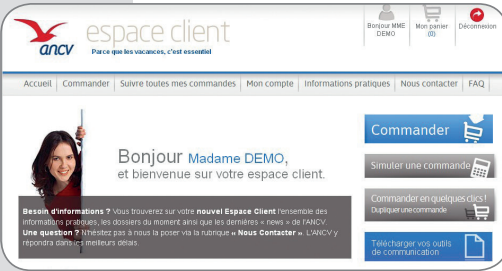 ancv
espace client
Parce que les vacances, c'est essentiel
Bonjour MME
DEMO
Mon panier
(0)
Déconnexion
Accueil | Commander | Suivre toutes mes commandes | Mon compte | Informations pratiques | Nous contacter | FAQ
Bonjour Madame DEMO,
et bienvenue sur votre espace client.
Besoin d'informations ? Vous trouverez sur votre nouvel Espace Client l'ensemble des
informations pratiques, les dossiers du moment ainsi que les dernières « news » de l'ANCV.
Une question ? N'hésitez pas à nous la poser via la rubrique « Nous Contacter ». L'ANCV y
répondra dans les meilleurs délais.
Commander
Simuler une commande
Commander en quelques clics !
Dupliquer une commande
Télécharger vos outils
de communication